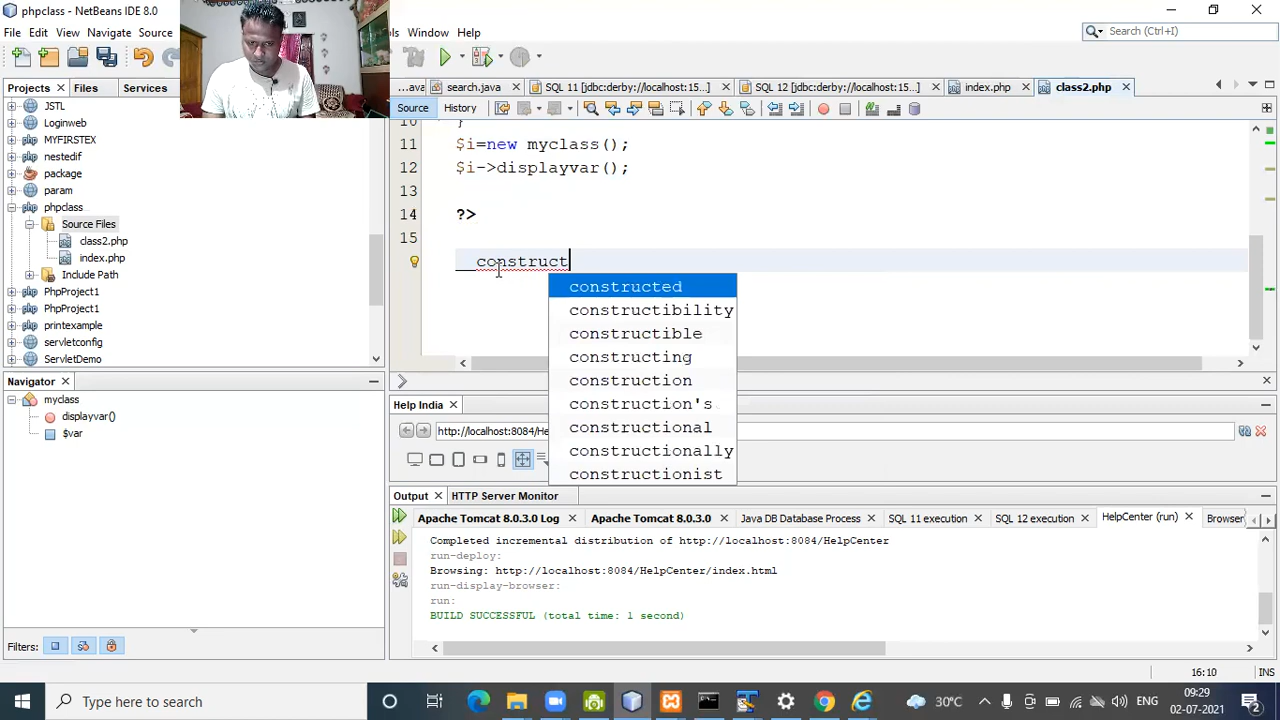 phpclass - NetBeans IDE 8.0
File Edit View Navigate Source
Window Help
Search (Ctrl+I)
Projects
Files
Services
search.java
SQL 11 [jdbc:derby://localhost:15...
SQL 12 [jdbc:derby://localhost:15...]
index.php
class2.php
Source
History
JSTL
Loginweb
MYFIRSTEX
nestedif
package
param
phpclass
Source Files
class2.php
index.php
Include Path
PhpProject1
PhpProject1
printexample
servletconfig
ServletDemo
10 }
11 $i=new myclass();
12 $i->displayvar();
13
14 ?>
15
__construct
constructed
constructibility
constructible
constructing
construction
construction's
constructional
constructionally
constructionist
Navigator
myclass
displayvar()
$var
Filters:
Help India
http://localhost:8084/He
Output
HTTP Server Monitor
Apache Tomcat 8.0.3.0 Log
Apache Tomcat 8.0.3.0
Java DB Database Process
SQL 11 execution
SQL 12 execution
HelpCenter (run)
Browser
Completed incremental distribution of http://localhost:8084/HelpCenter
run-deploy:
Browsing: http://localhost:8084/HelpCenter/index.html
run-display-browser:
run:
BUILD SUCCESSFUL (total time: 1 second)
16:10
INS
Type here to search
30°C
ENG
09:29
02-07-2021
2